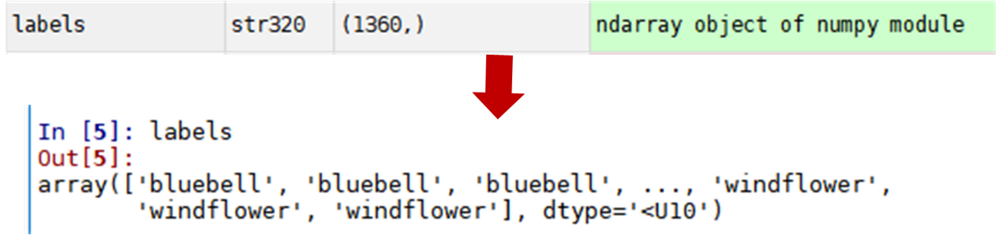 labels str320 (1360,) ndarray object of numpy module
In [5]: labels
Out[5]:
array(['bluebell', 'bluebell', 'bluebell', ..., 'windflower',
'windflower', 'windflower'], dtype='<U10')